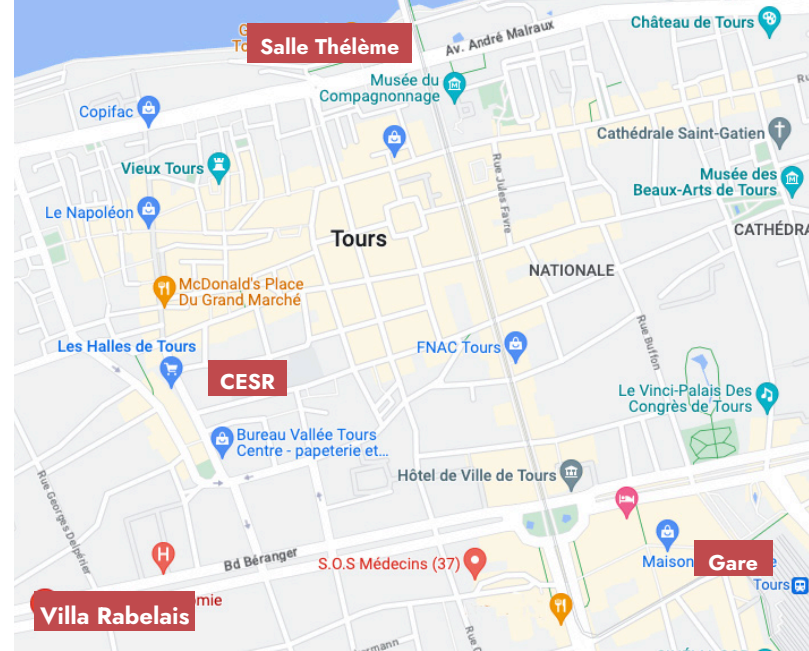 Château de Tours
G
To
Salle Thélème
Av. André Malraux
Musée du
Compagnonnage
Ru
Copifac
Cathédrale Saint-Gatien
Vieux Tours
Rue Jules Favre
Musée des
Beaux-Arts de Tours
Le Napoléon
CATHÉDRA
Tours
NATIONALE
McDonald's Place
Du Grand Marché
Rue Buffon
Les Halles de Tours
FNAC Tours
CESR
Le Vinci-Palais Des
Congrès de Tours
Bureau Vallée Tours
Centre - papeterie et...
Hôtel de Ville de Tours
Rue Georges Delpérier
H
Bd Béranger
S.O.S Médecins (37)
Maison
Gare
e
Tours
mie
Villa Rabelais
Rue
rmann